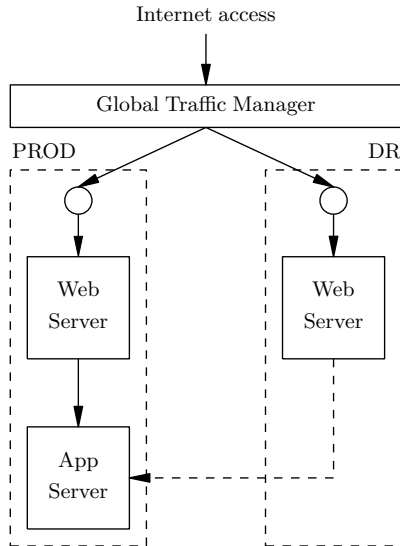 Internet access
Global Traffic Manager
PROD
DR
Web
Server
Web
Server
App
Server